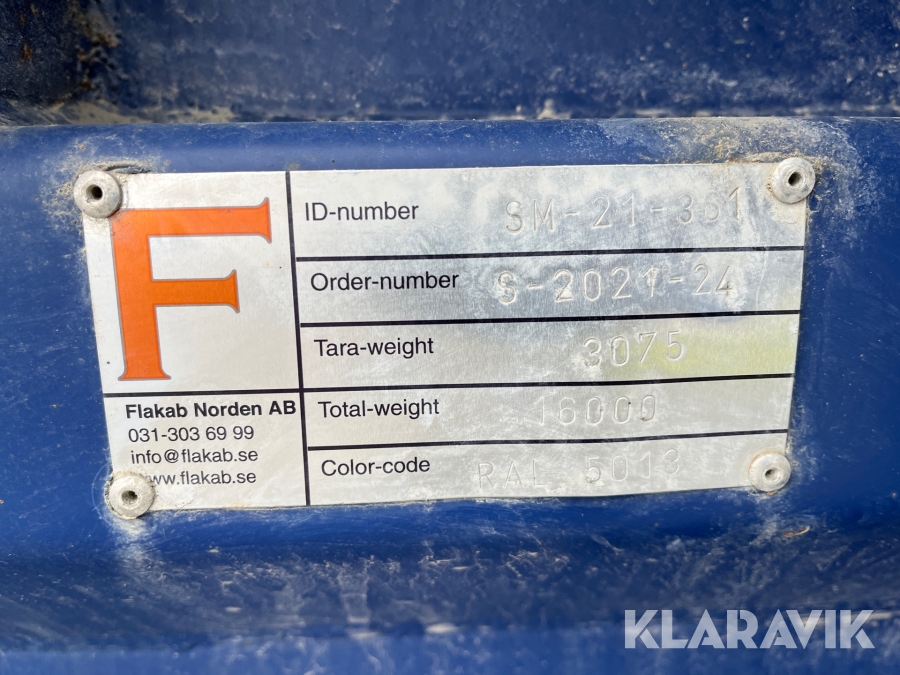 F
ID-number SM-21-361
Order-number S-2021-24
Tara-weight 3075
Total-weight 16000
Color-code RAL 5013
Flakab Norden AB
031-303 69 99
info@flakab.se
www.flakab.se
KLARAVIK